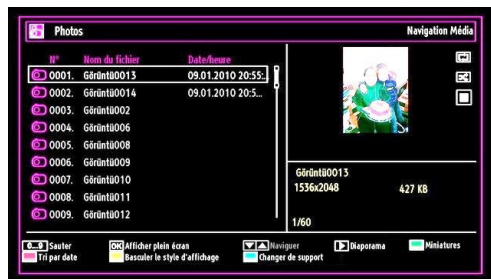 Photos Navigation Média
N° Nom du fichier Date/heure
0001. Görüntü0013 09.01.2010 20:55:..
0002. Görüntü0014 09.01.2010 20:5...
0003. Görüntü002
0004. Görüntü006
0005. Görüntü008
0006. Görüntü009
0007. Görüntü010
0008. Görüntü011
0009. Görüntü012
Görüntü0013
1536x2048 427 KB
1/60
0...9 Sauter OK Afficher plein écran Naviguer Diaporama Miniatures
Tri par date Basculer le style d'affichage Changer de support